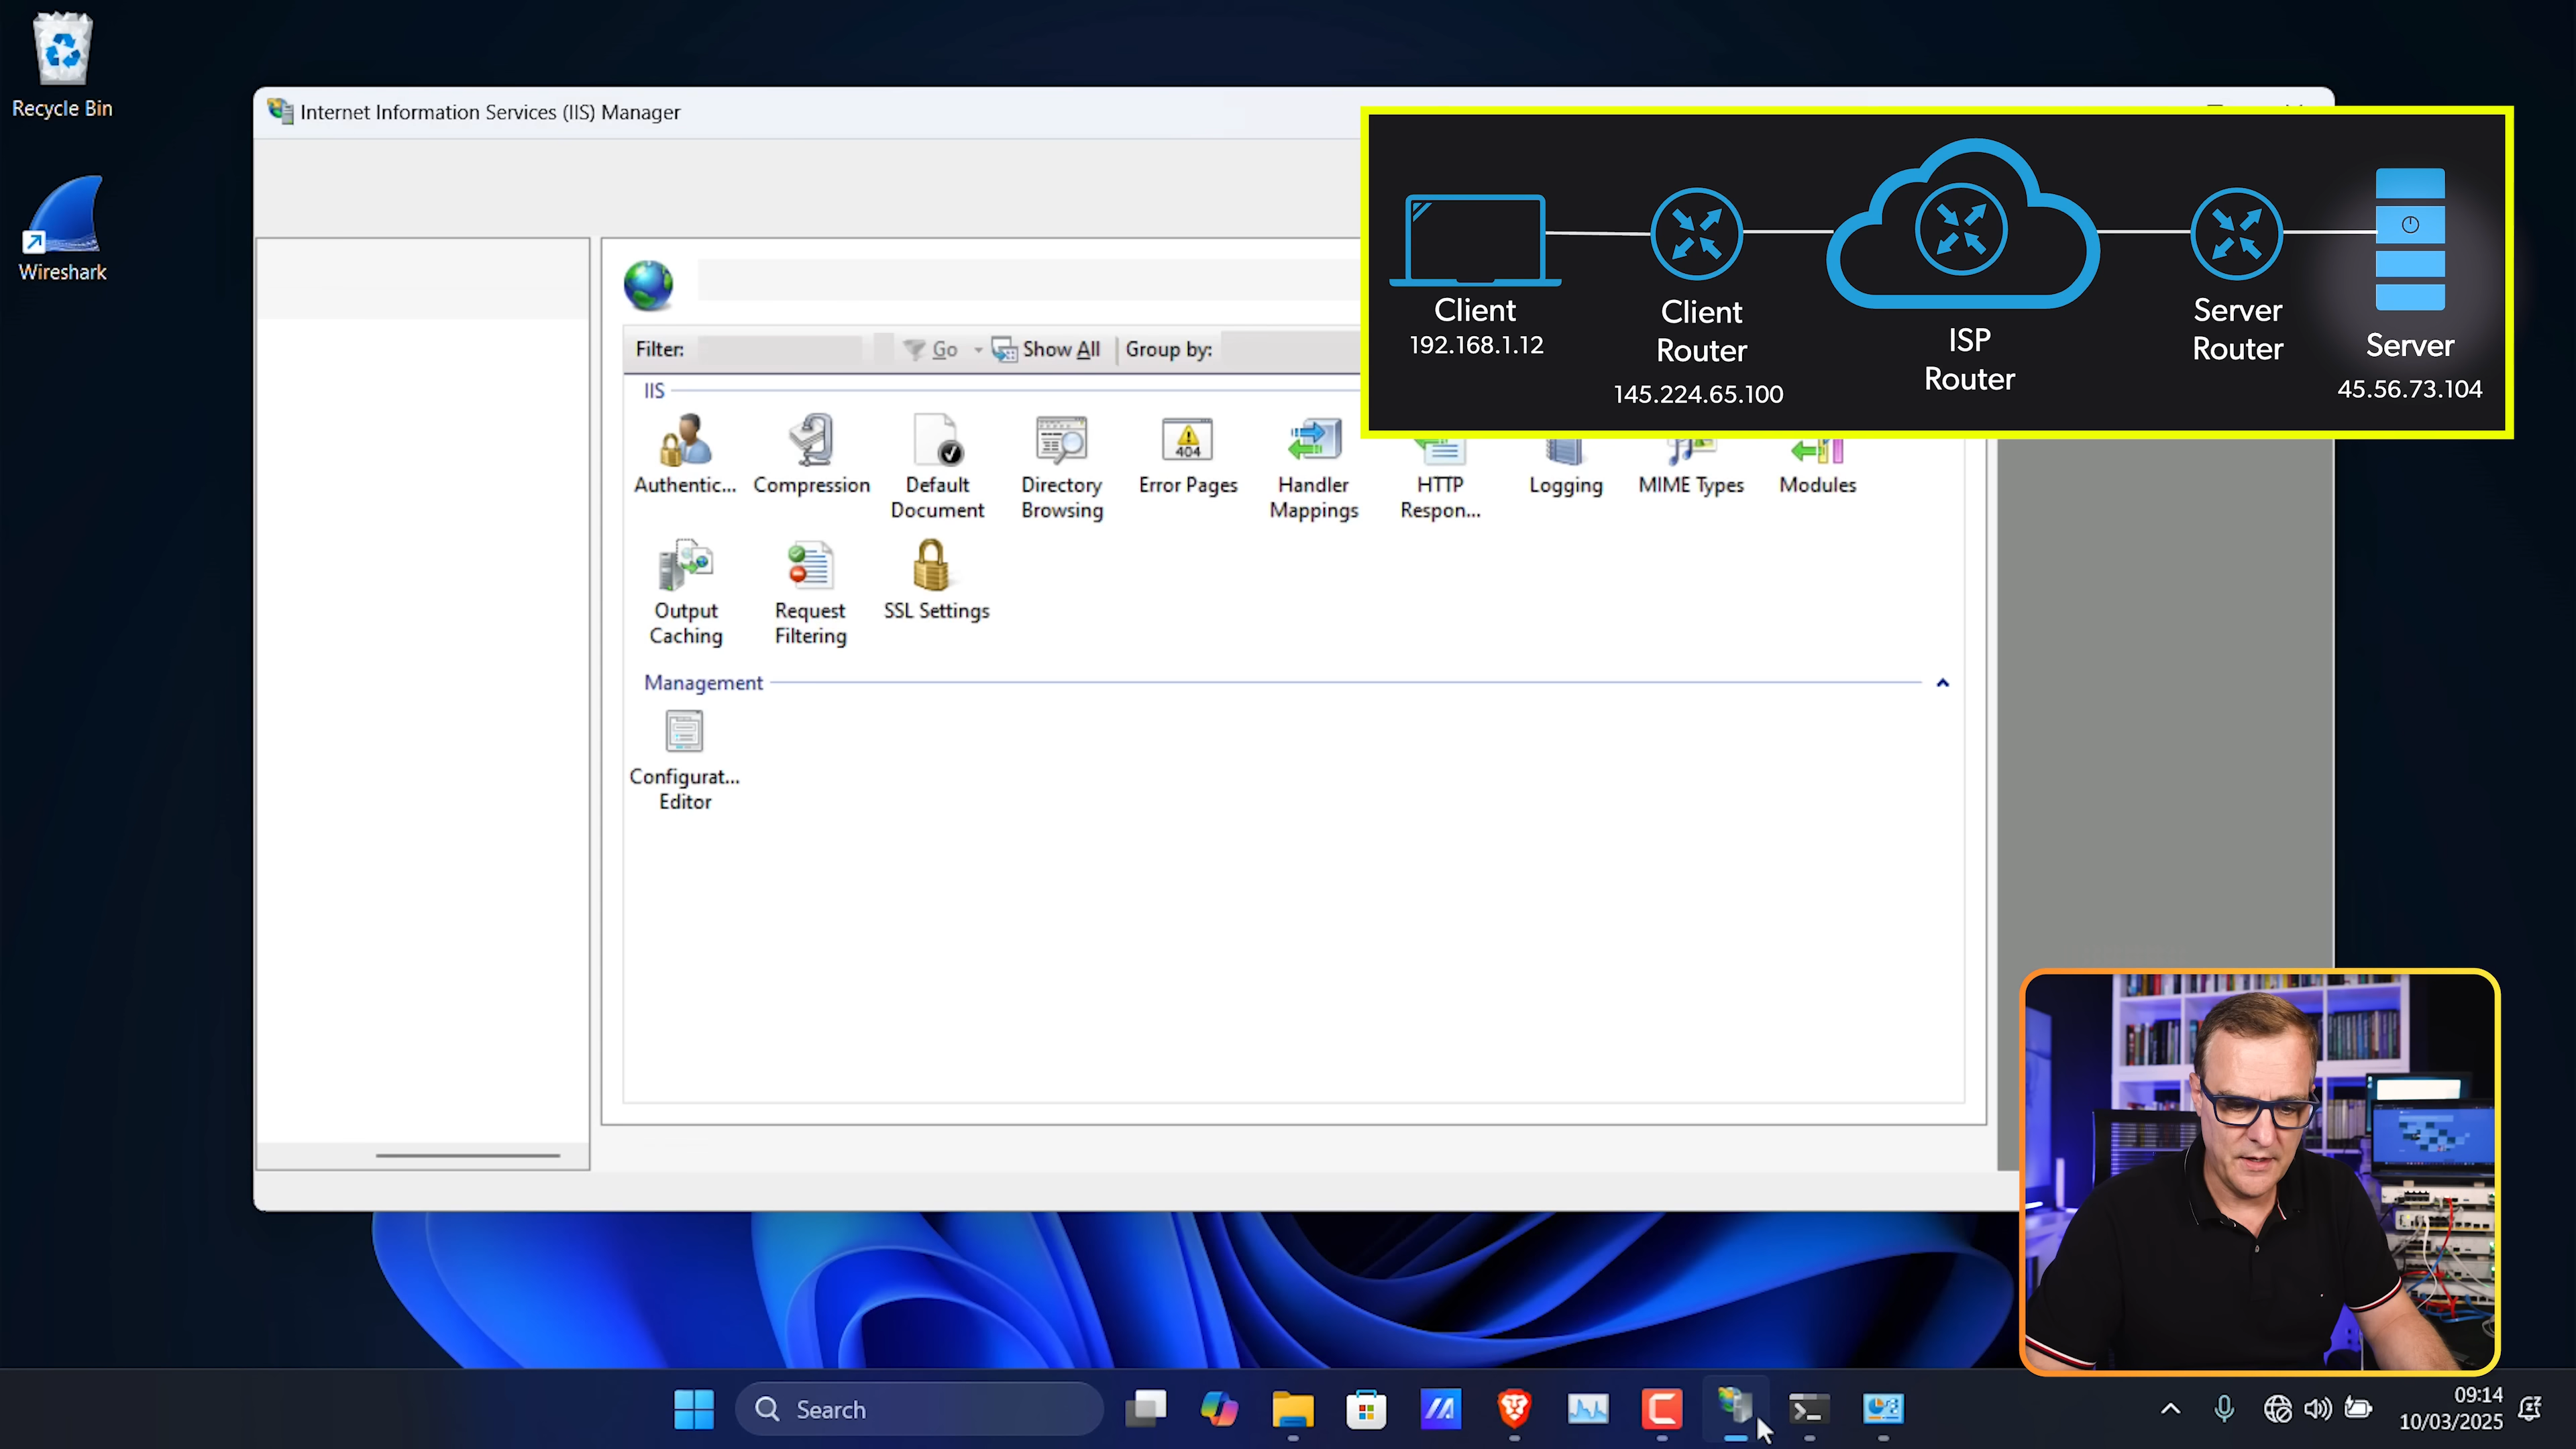 Recycle Bin
Wireshark
Internet Information Services (IIS) Manager
Filter:
Go
Show All
Group by:
IIS
Authentic...
Compression
Default
Document
Directory
Browsing
404
Error Pages
Handler
Mappings
HTTP
Respon...
Logging
MIME Types
Modules
Output
Caching
Request
Filtering
SSL Settings
Management
Configurat...
Editor
Client
192.168.1.12
Client
Router
145.224.65.100
ISP
Router
Server
Router
Server
45.56.73.104
Search
09:14
10/03/2025